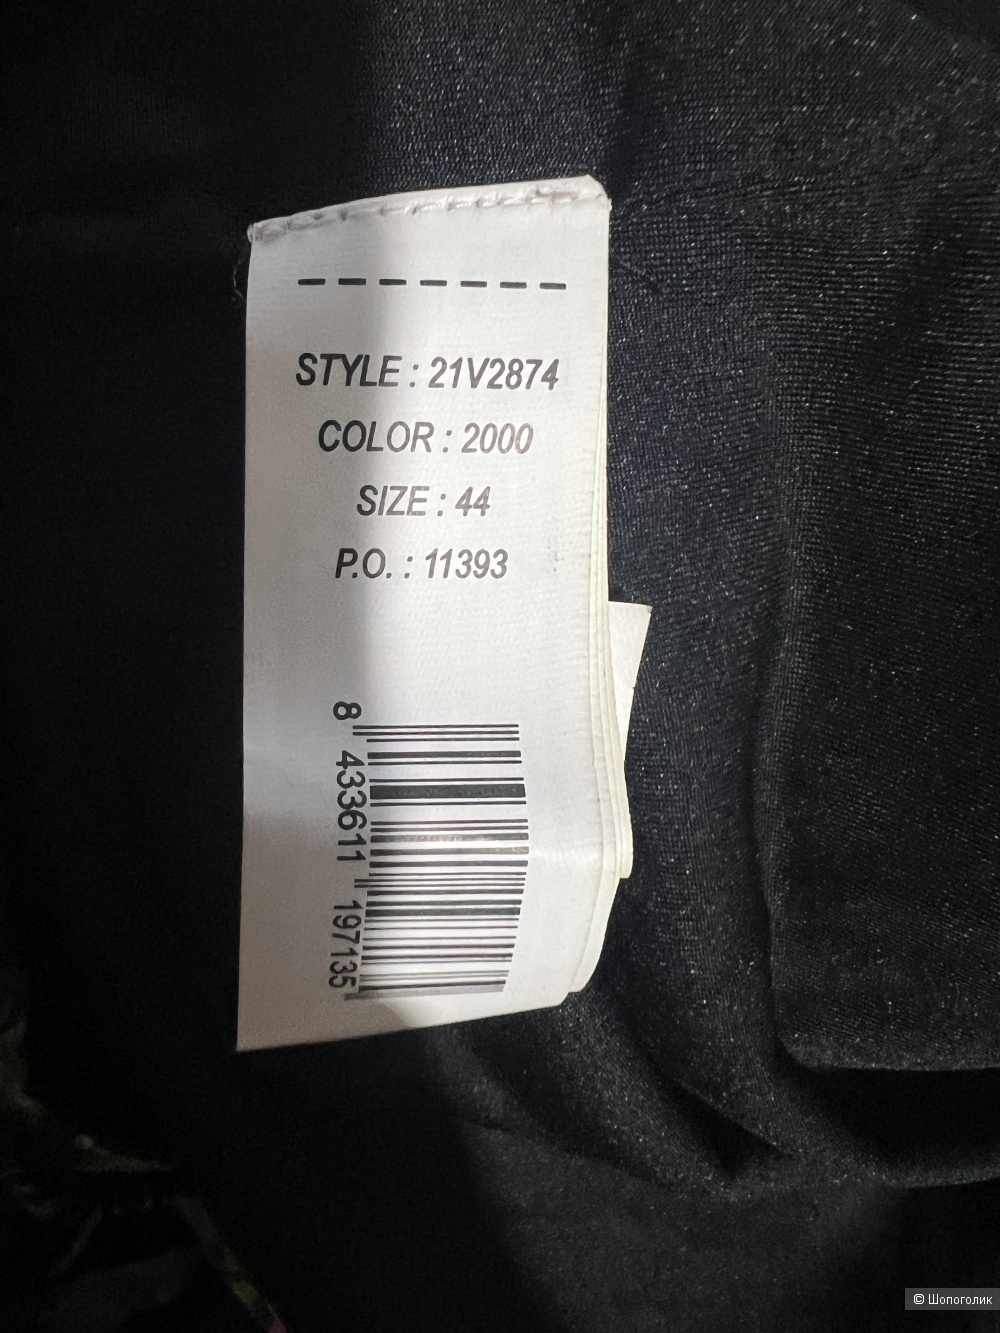 STYLE : 21V2874
COLOR : 2000
SIZE : 44
P.O. : 11393
8 433611 197135
© Шопоголик